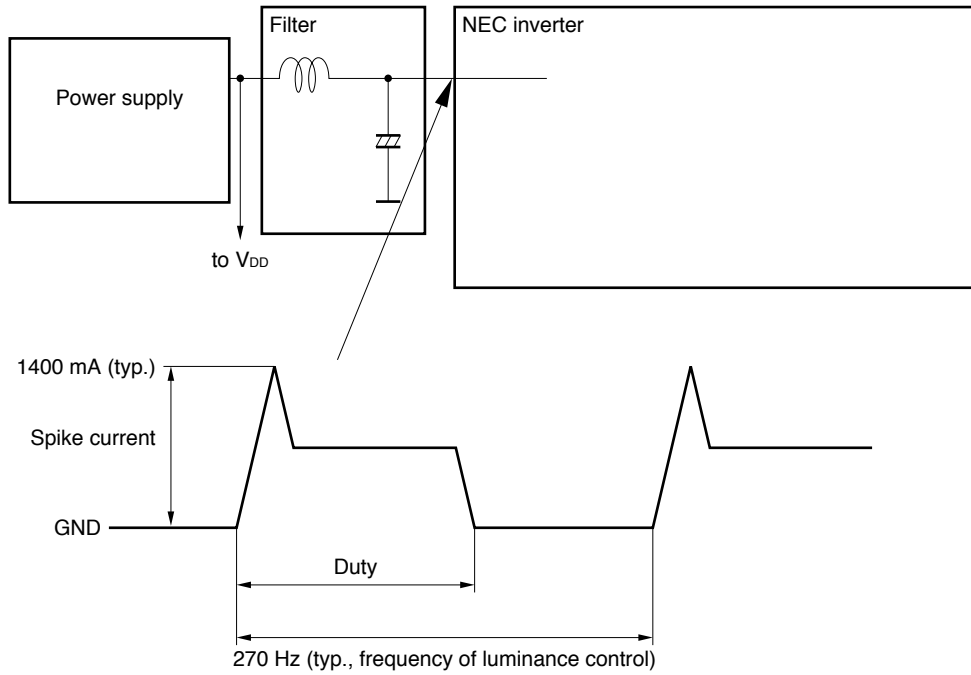 Filter
NEC inverter
Power supply
to VDD
1400 mA (typ.)
Spike current
GND
Duty
270 Hz (typ., frequency of luminance control)